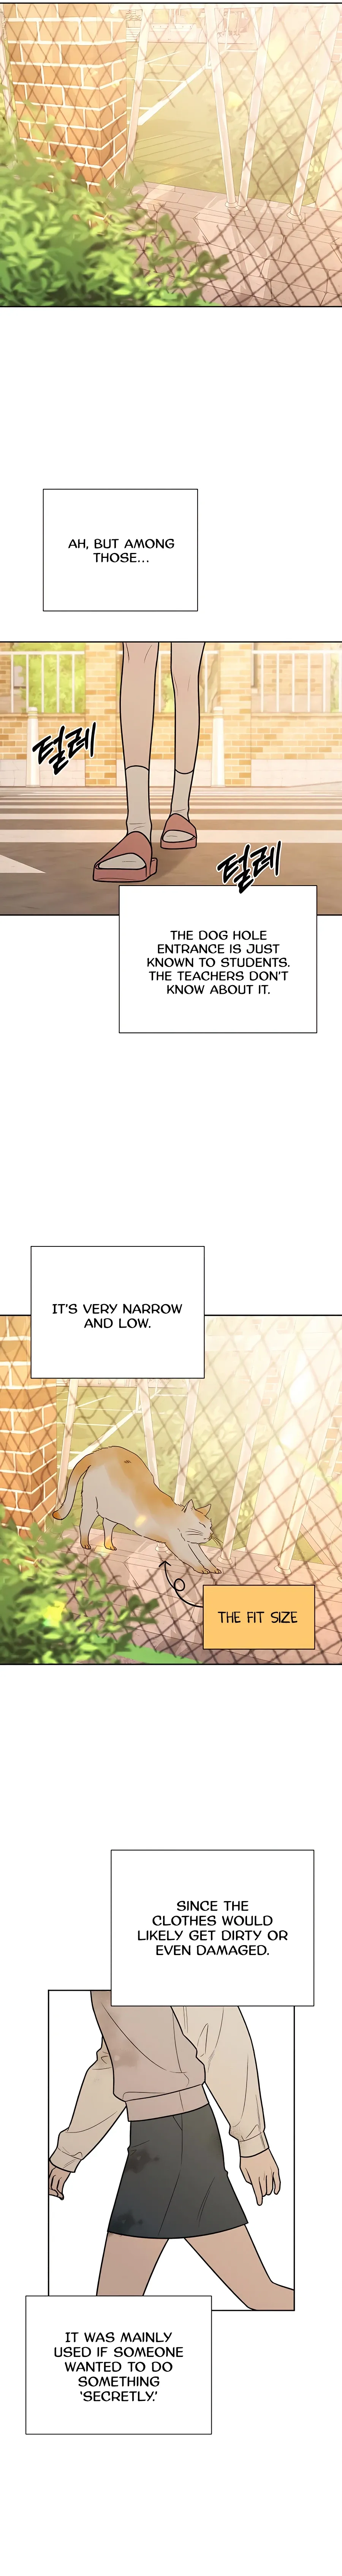 AH, BUT AMONG
THOSE...
털레
털레
THE DOG HOLE
ENTRANCE IS JUST
KNOWN TO STUDENTS.
THE TEACHERS DON'T
KNOW ABOUT IT.
IT'S VERY NARROW
AND LOW.
THE FIT SIZE
SINCE THE
CLOTHES WOULD
LIKELY GET DIRTY OR
EVEN DAMAGED.
IT WAS MAINLY
USED IF SOMEONE
WANTED TO DO
SOMETHING
'SECRETLY.'